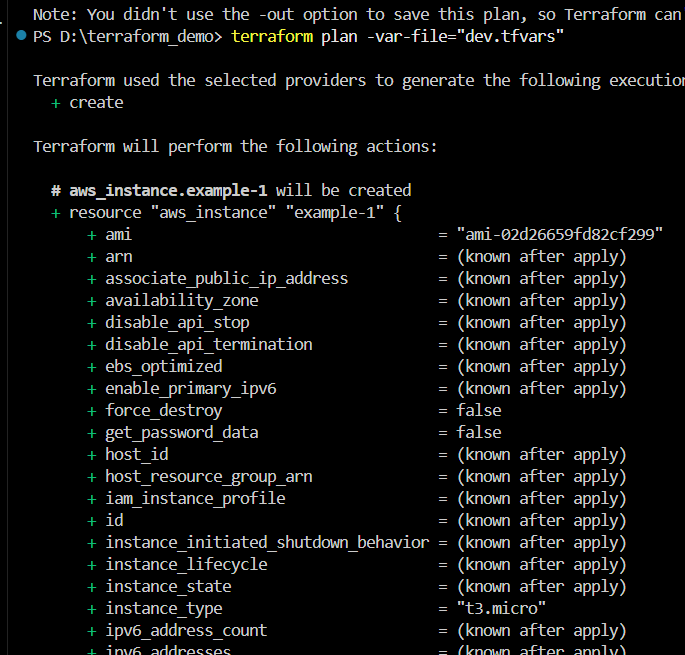 Note: You didn't use the -out option to save this plan, so Terraform can
PS D:\terraform_demo> terraform plan -var-file="dev.tfvars"
Terraform used the selected providers to generate the following execution
+ create
Terraform will perform the following actions:
# aws_instance.example-1 will be created
+ resource "aws_instance" "example-1" {
+ ami = "ami-02d26659fd82cf299"
+ arn = (known after apply)
+ associate_public_ip_address = (known after apply)
+ availability_zone = (known after apply)
+ disable_api_stop = (known after apply)
+ disable_api_termination = (known after apply)
+ ebs_optimized = (known after apply)
+ enable_primary_ipv6 = (known after apply)
+ force_destroy = false
+ get_password_data = false
+ host_id = (known after apply)
+ host_resource_group_arn = (known after apply)
+ iam_instance_profile = (known after apply)
+ id = (known after apply)
+ instance_initiated_shutdown_behavior = (known after apply)
+ instance_lifecycle = (known after apply)
+ instance_state = (known after apply)
+ instance_type = "t3.micro"
+ ipv6_address_count = (known after apply)
+ ipv6_addresses = (known after apply)